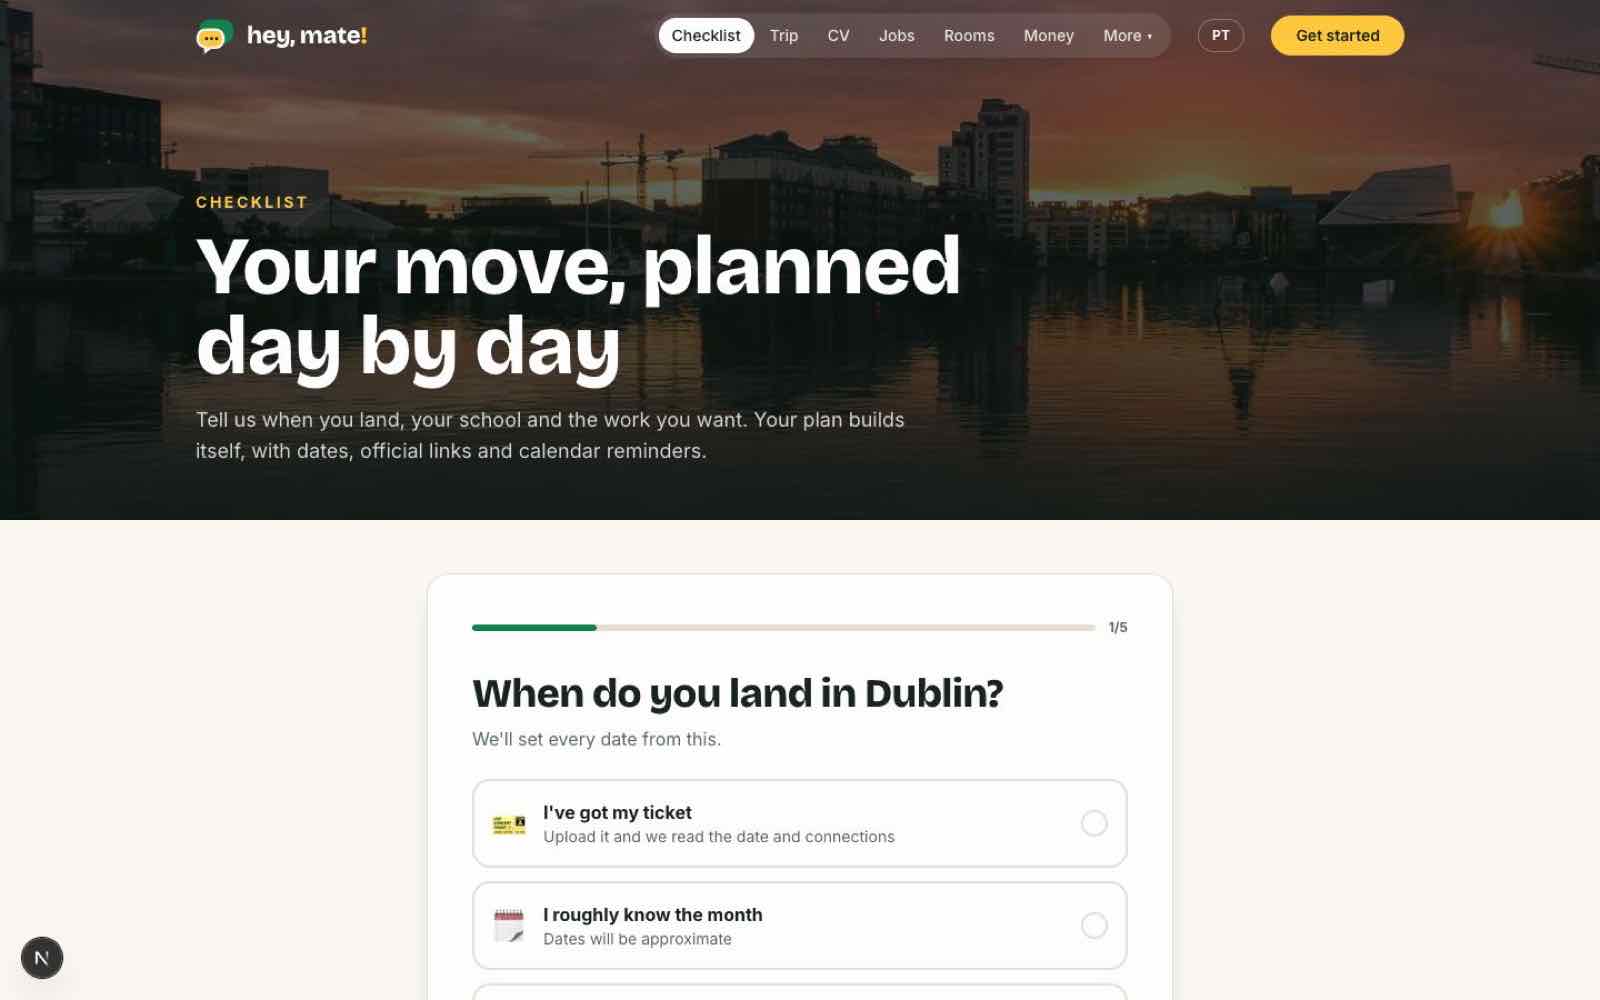 hey, mate!
Checklist Trip CV Jobs Rooms Money More PT Get started
CHECKLIST
Your move, planned
day by day
Tell us when you land, your school and the work you want. Your plan builds
itself, with dates, official links and calendar reminders.
1/5
When do you land in Dublin?
We'll set every date from this.
I've got my ticket
Upload it and we read the date and connections
I roughly know the month
Dates will be approximate
N